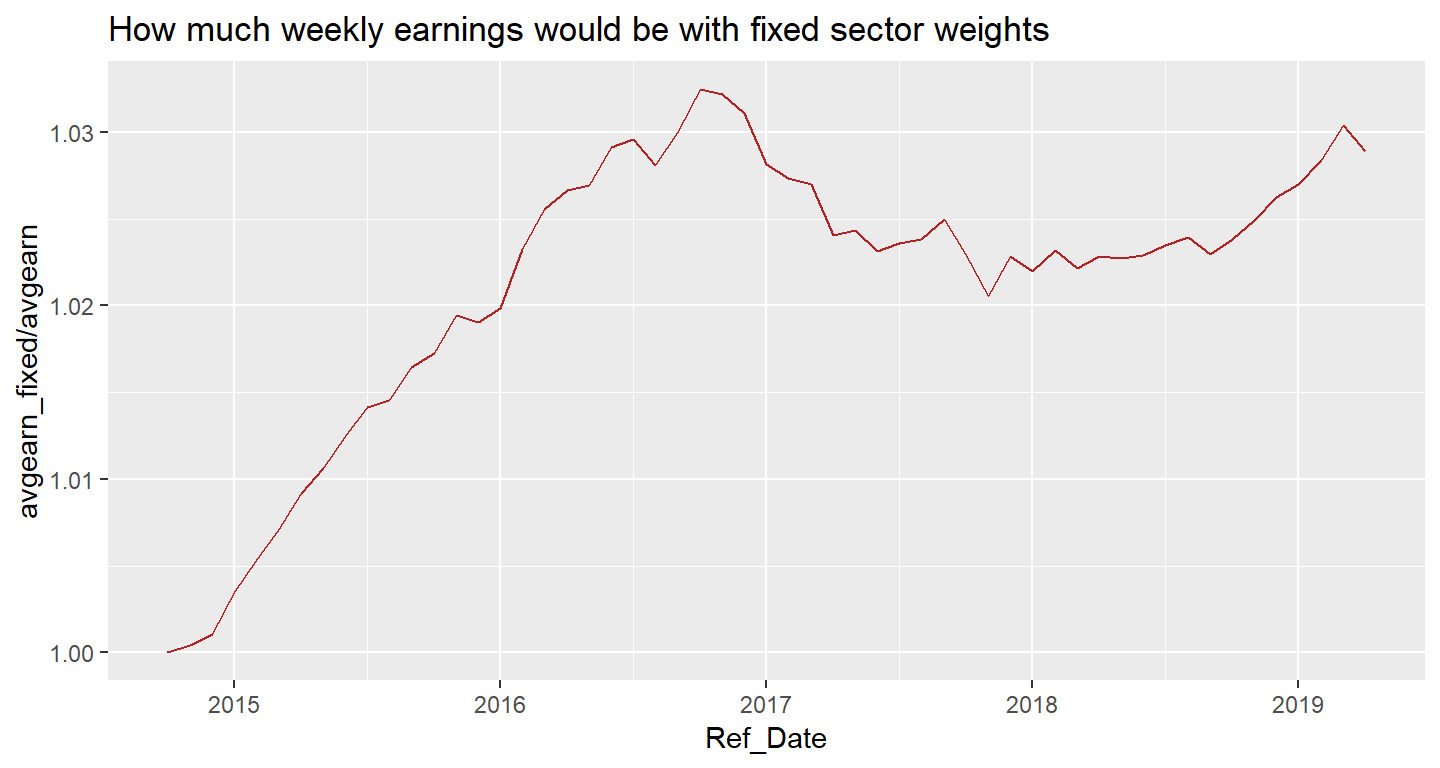 How much weekly earnings would be with fixed sector weights
avgearn_fixed/avgearn
1.03
1.02
1.01
1.00
2015 2016 2017 2018 2019
Ref_Date